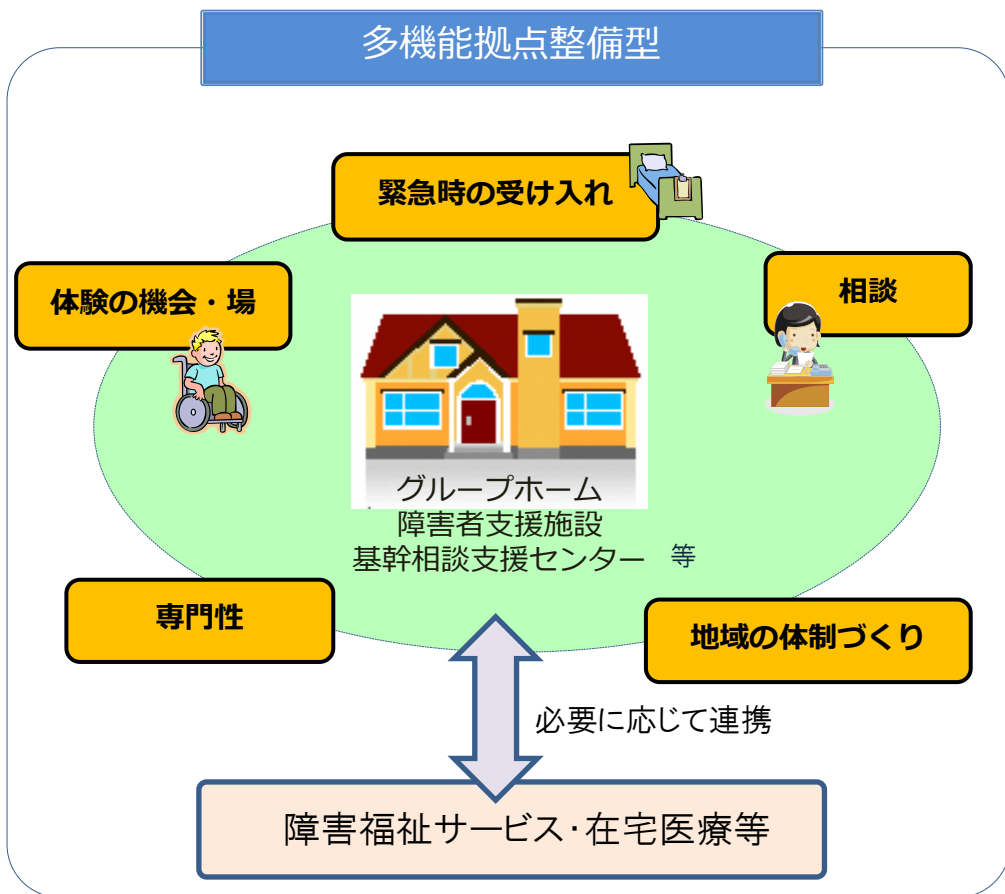 多機能拠点整備型
緊急時の受け入れ
体験の機会・場
相談
グループホーム
障害者支援施設
基幹相談支援センター 等
専門性
地域の体制づくり
必要に応じて連携
障害福祉サービス・在宅医療等